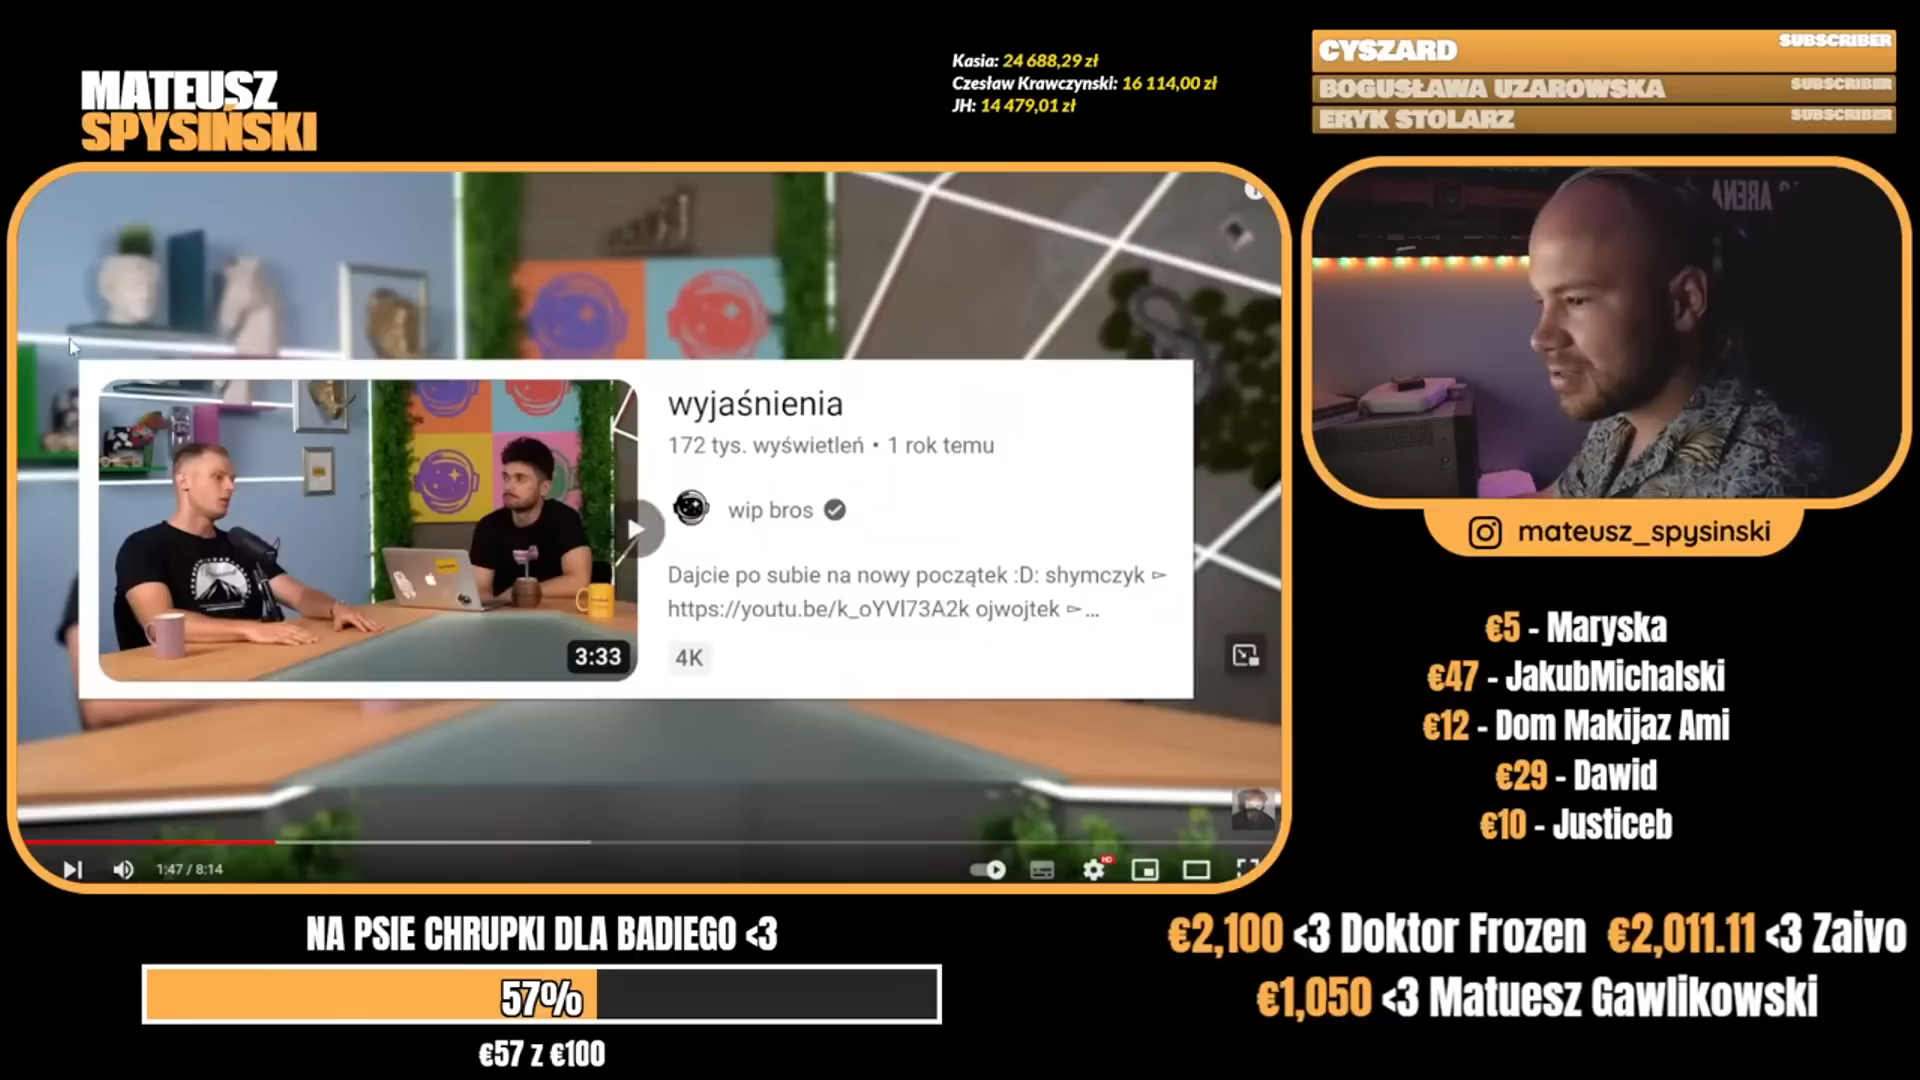 MATEUSZ
SPYSIŃSKI
Kasia: 24 688,29 zł
Czesław Krawczynski: 16 114,00 zł
JH: 14 479,01 zł
CYSZARD SUBSCRIBER
BOGUSŁAWA UZAROWSKA SUBSCRIBER
ERYK STOLARZ SUBSCRIBER
wyjaśnienia
172 tys. wyświetleń • 1 rok temu
wip bros
Dajcie po subie na nowy początek :D: shymczyk ▻
https://youtu.be/k_oYVl73A2k ojwojtek ▻ ...
4K
3:33
1:47 / 8:14
HD
ARENA
mateusz_spysinski
€5 - Maryska
€47 - JakubMichalski
€12 - Dom Makijaz Ami
€29 - Dawid
€10 - Justiceb
NA PSIE CHRUPKI DLA BADIEGO <3
57%
€57 z €100
€2,100 <3 Doktor Frozen €2,011.11 <3 Zaivo
€1,050 <3 Matuesz Gawlikowski